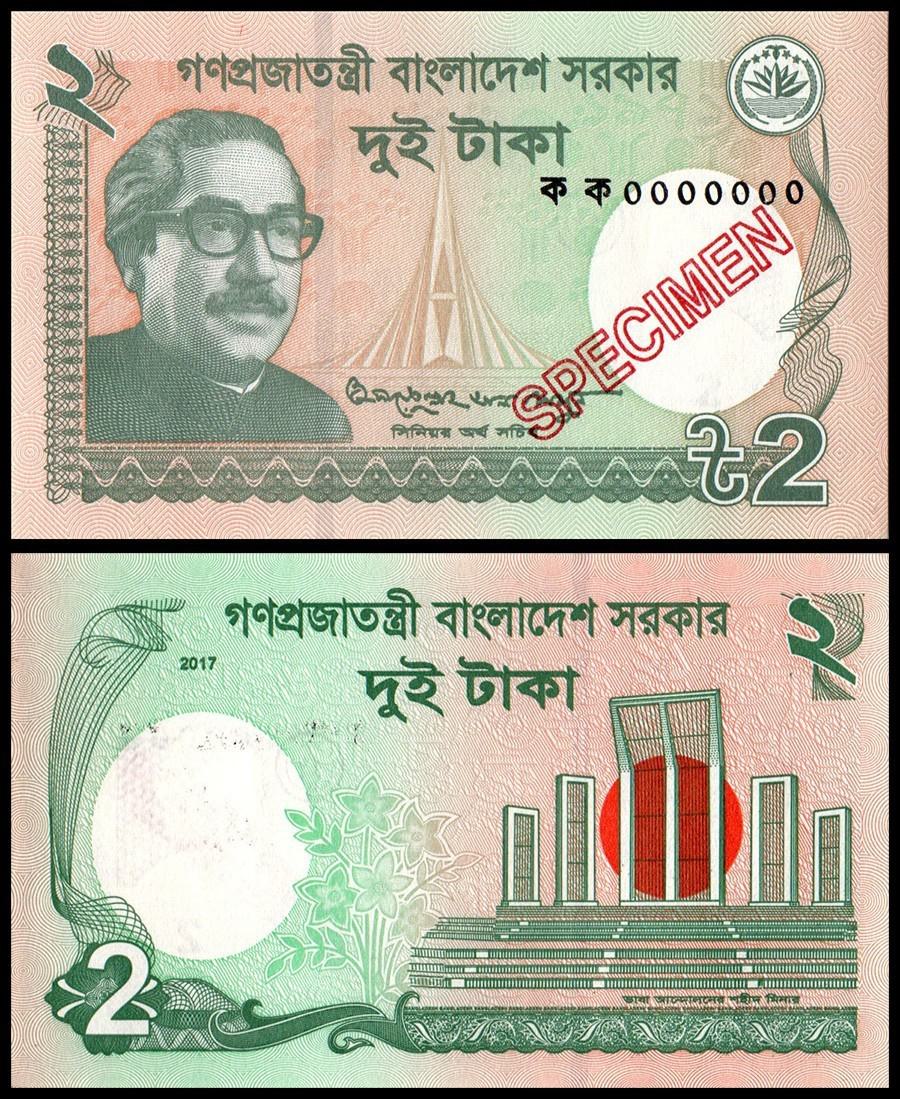 ২
গণপ্রজাতন্ত্রী বাংলাদেশ সরকার
দুই টাকা
ক ক 0000000
SPECIMEN
সিনিয়র অর্থ সচিব
৳2
গণপ্রজাতন্ত্রী বাংলাদেশ সরকার
২
2017
দুই টাকা
2
ভাষা আন্দোলনের শহীদ মিনার